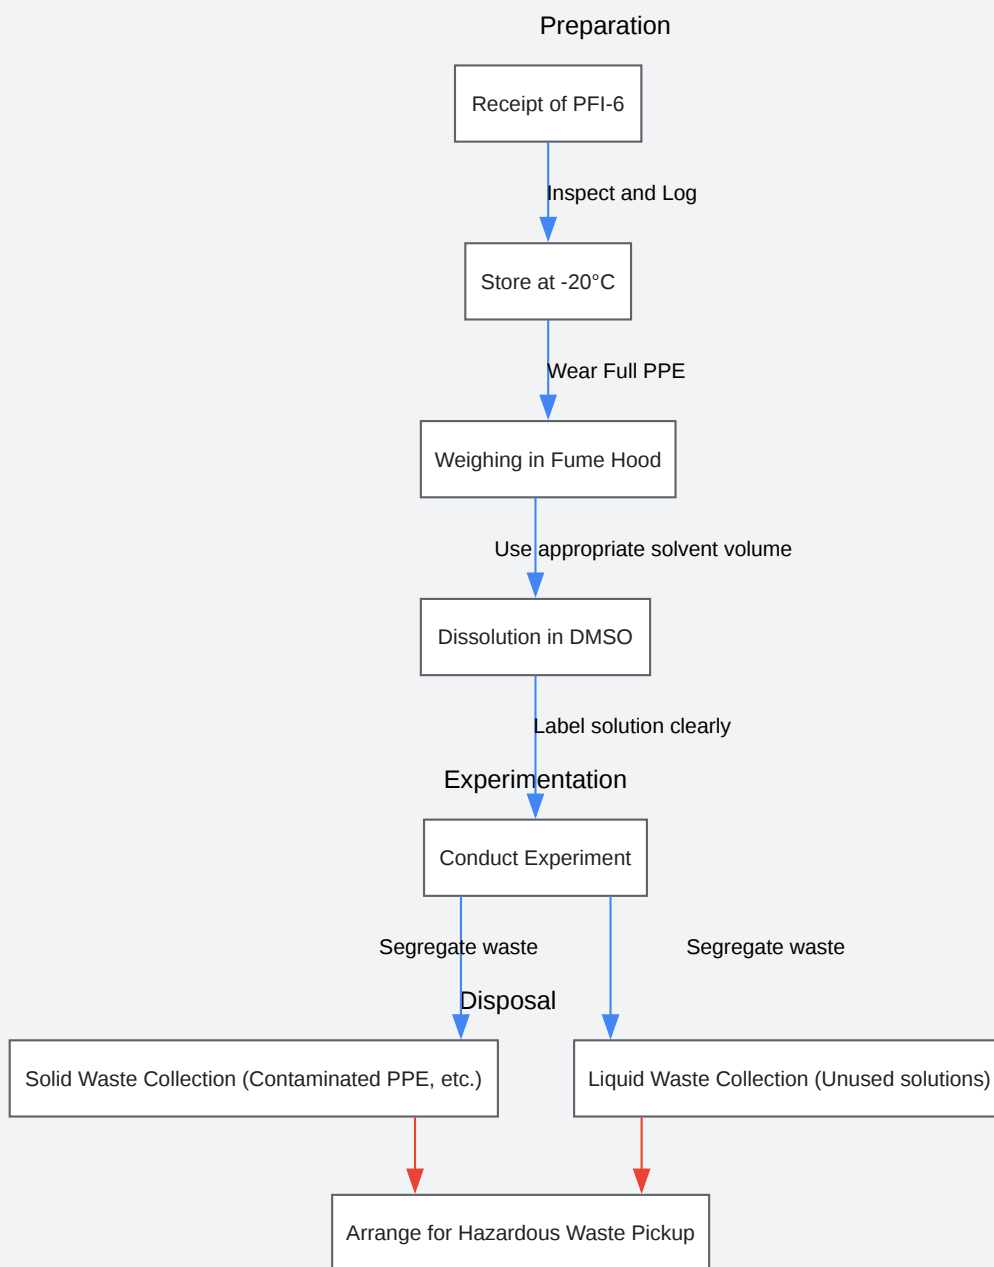 Preparation
Receipt of PFI-6
Inspect and Log
Store at -20°C
Wear Full PPE
Weighing in Fume Hood
Use appropriate solvent volume
Dissolution in DMSO
Label solution clearly
Experimentation
Conduct Experiment
Segregate waste
Segregate waste
Disposal
Solid Waste Collection (Contaminated PPE, etc.)
Liquid Waste Collection (Unused solutions)
Arrange for Hazardous Waste Pickup